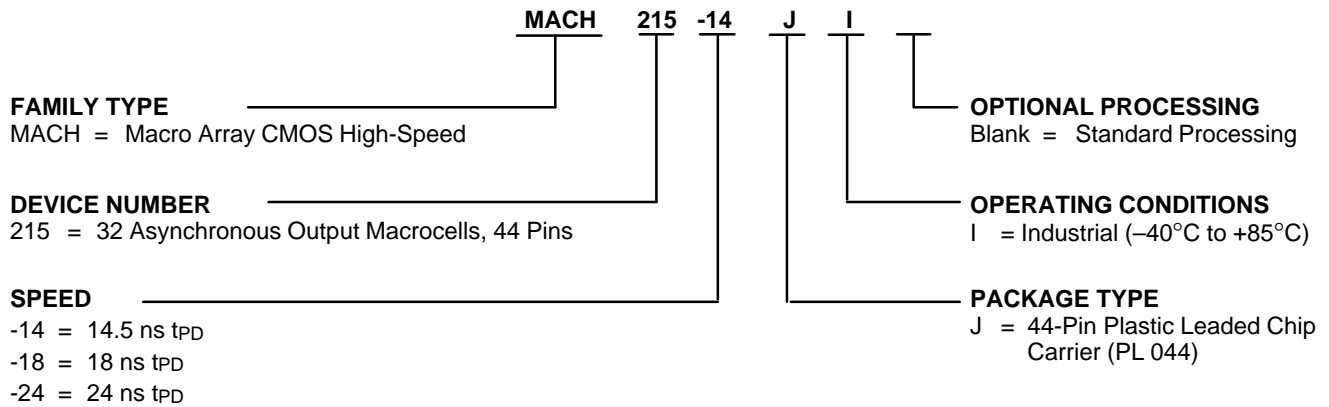 MACH 215 -14 J I
FAMILY TYPE
MACH = Macro Array CMOS High-Speed
DEVICE NUMBER
215 = 32 Asynchronous Output Macrocells, 44 Pins
SPEED
-14 = 14.5 ns tPD
-18 = 18 ns tPD
-24 = 24 ns tPD
OPTIONAL PROCESSING
Blank = Standard Processing
OPERATING CONDITIONS
I = Industrial (–40°C to +85°C)
PACKAGE TYPE
J = 44-Pin Plastic Leaded Chip
Carrier (PL 044)